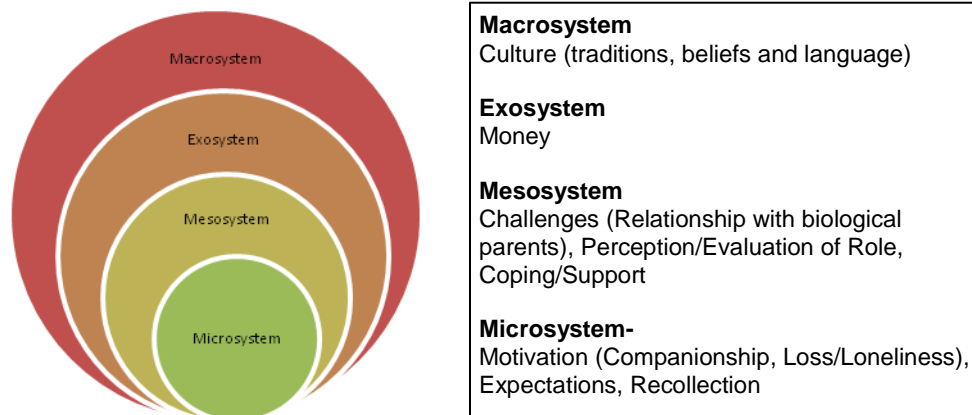 Macrosystem
Exosystem
Mesosystem
Microsystem
Macrosystem
Culture (traditions, beliefs and language)
Exosystem
Money
Mesosystem
Challenges (Relationship with biological
parents), Perception/Evaluation of Role,
Coping/Support
Microsystem-
Motivation (Companionship, Loss/Loneliness),
Expectations, Recollection